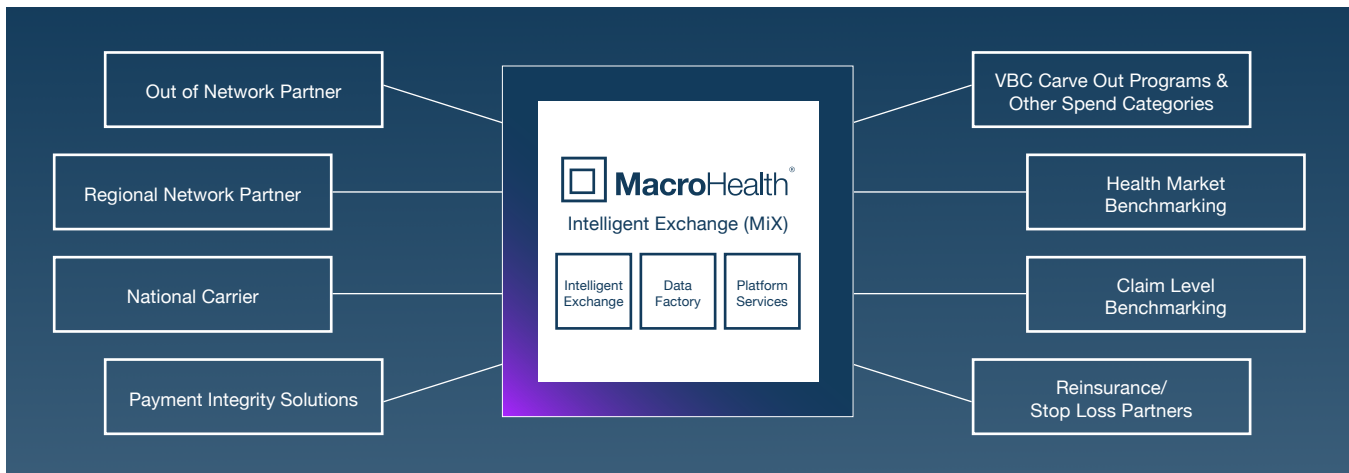 Out of Network Partner
Regional Network Partner
National Carrier
Payment Integrity Solutions
MacroHealth®
Intelligent Exchange (MiX)
Intelligent
Exchange
Data
Factory
Platform
Services
VBC Carve Out Programs &
Other Spend Categories
Health Market
Benchmarking
Claim Level
Benchmarking
Reinsurance/
Stop Loss Partners